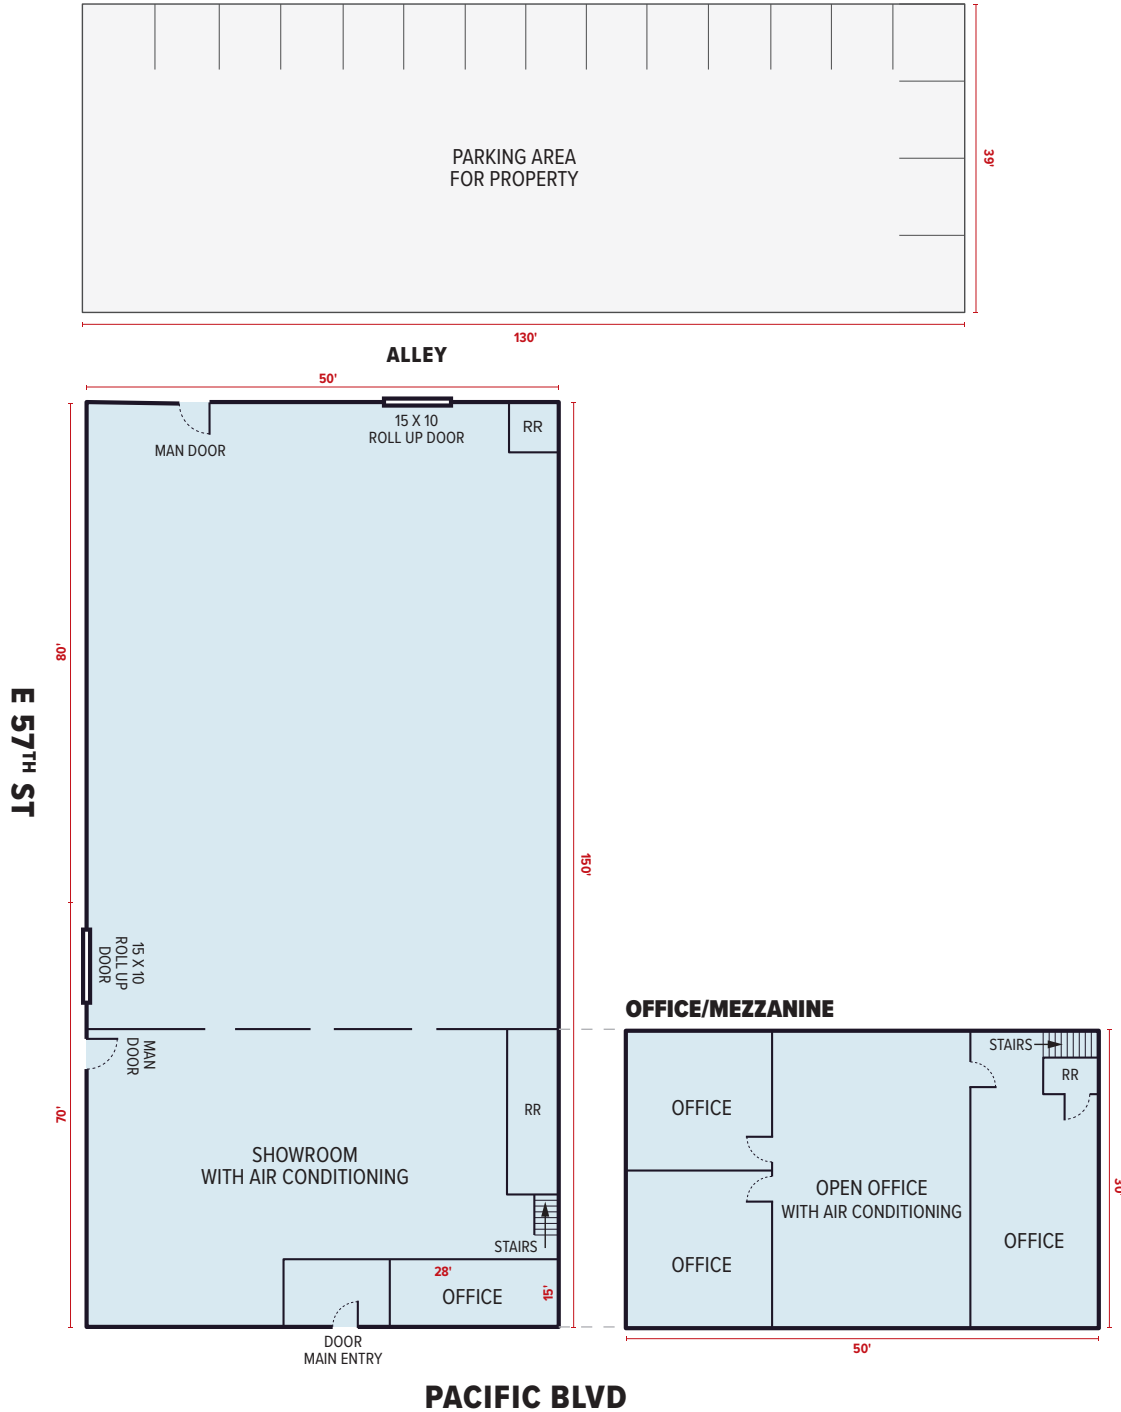 PARKING AREA
FOR PROPERTY
39'
130'
ALLEY
50'
15 X 10
ROLL UP DOOR
RR
MAN DOOR
80'
E 57TH ST
150'
15 X 10
ROLL UP
DOOR
OFFICE/MEZZANINE
MAN
DOOR
STAIRS
RR
OFFICE
RR
70'
SHOWROOM
WITH AIR CONDITIONING
OPEN OFFICE
WITH AIR CONDITIONING
30'
STAIRS
OFFICE
OFFICE
28'
15'
OFFICE
DOOR
MAIN ENTRY
50'
PACIFIC BLVD